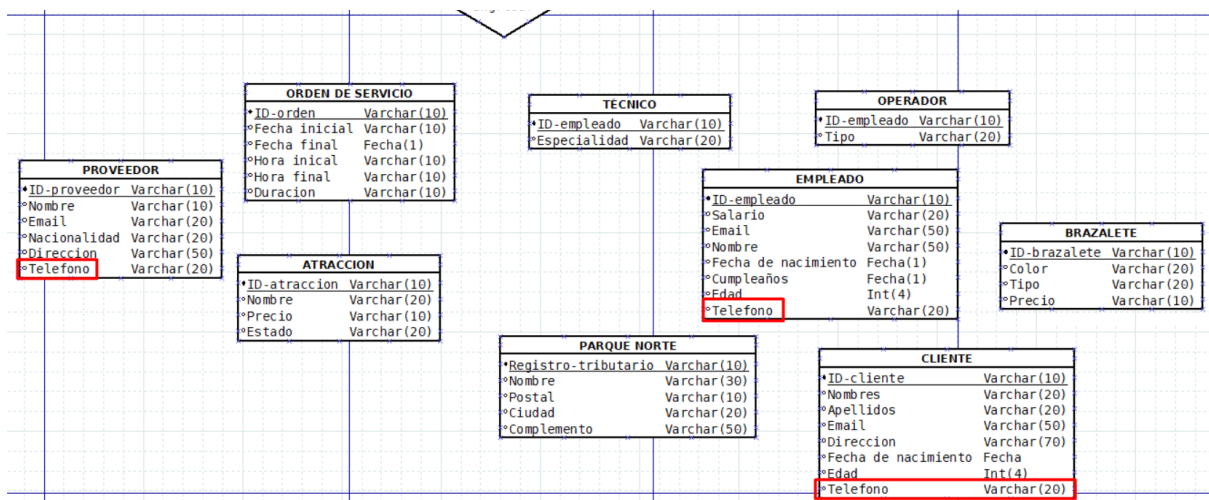 ORDEN DE SERVICIO
ID-orden Varchar(10)
Fecha inicial Varchar(10)
Fecha final Fecha(1)
Hora inical Varchar(10)
Hora final Varchar(10)
Duracion Varchar(10)
TÉCNICO
ID-empleado Varchar(10)
Especialidad Varchar(20)
OPERADOR
ID-empleado Varchar(10)
Tipo Varchar(20)
PROVEEDOR
ID-proveedor Varchar(10)
Nombre Varchar(10)
Email Varchar(20)
Nacionalidad Varchar(20)
Direccion Varchar(50)
Telefono Varchar(20)
EMPLEADO
ID-empleado Varchar(10)
Salario Varchar(20)
Email Varchar(50)
Nombre Varchar(50)
Fecha de nacimiento Fecha(1)
Cumpleaños Fecha(1)
Edad Int(4)
Telefono Varchar(20)
BRAZALETE
ID-brazalete Varchar(10)
Color Varchar(20)
Tipo Varchar(20)
Precio Varchar(10)
ATRACCION
ID-atraccion Varchar(10)
Nombre Varchar(20)
Precio Varchar(10)
Estado Varchar(20)
PARQUE NORTE
Registro-tributario Varchar(10)
Nombre Varchar(30)
Postal Varchar(10)
Ciudad Varchar(20)
Complemento Varchar(50)
CLIENTE
ID-cliente Varchar(10)
Nombres Varchar(20)
Apellidos Varchar(20)
Email Varchar(50)
Direccion Varchar(70)
Fecha de nacimiento Fecha
Edad Int(4)
Telefono Varchar(20)